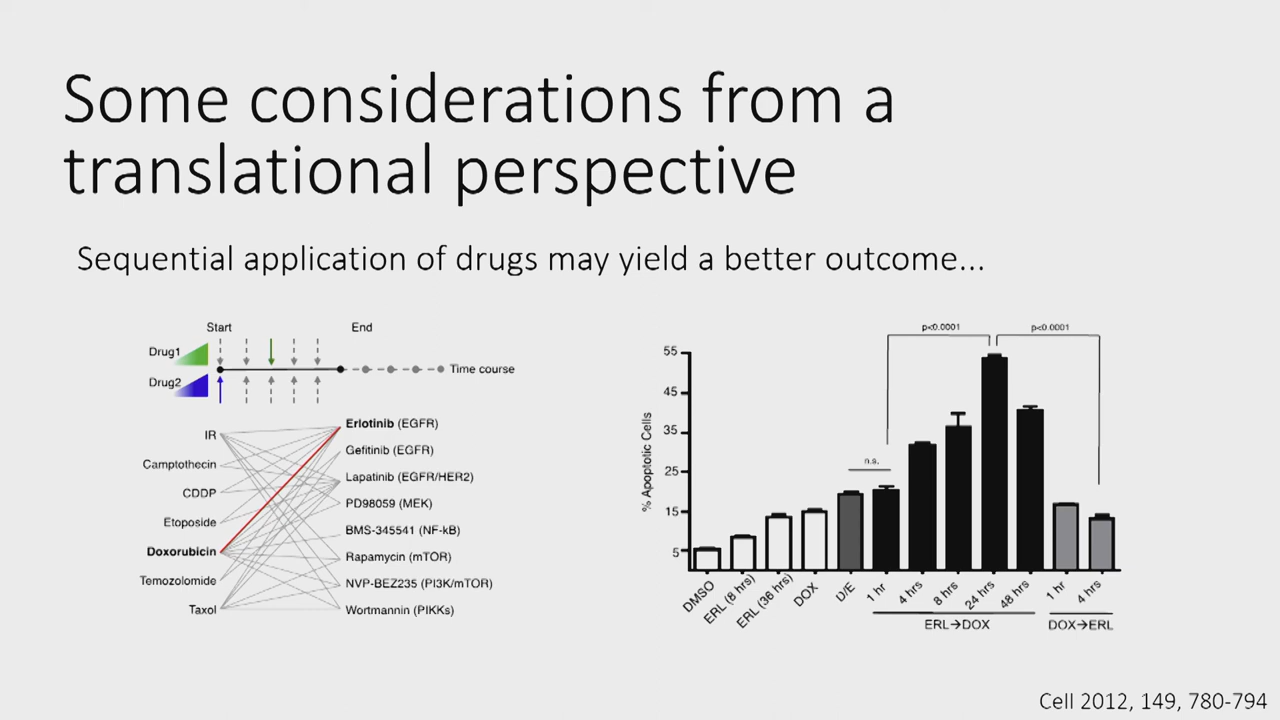 Some considerations from a
translational perspective
Sequential application of drugs may yield a better outcome...
Start End
Drug1
Drug2
Time course
IR
Camptothecin
CDDP
Etoposide
Doxorubicin
Temozolomide
Taxol
Erlotinib (EGFR)
Gefitinib (EGFR)
Lapatinib (EGFR/HER2)
PD98059 (MEK)
BMS-345541 (NF-kB)
Rapamycin (mTOR)
NVP-BEZ235 (PI3K/mTOR)
Wortmannin (PIKKs)
p<0.0001 p<0.0001
n.s.
% Apoptotic Cells
55
45
35
25
15
5
DMSO
ERL (8 hrs)
ERL (36 hrs)
DOX
D/E
1 hr
4 hrs
8 hrs
24 hrs
48 hrs
1 hr
4 hrs
ERL→DOX DOX→ERL
Cell 2012, 149, 780-794